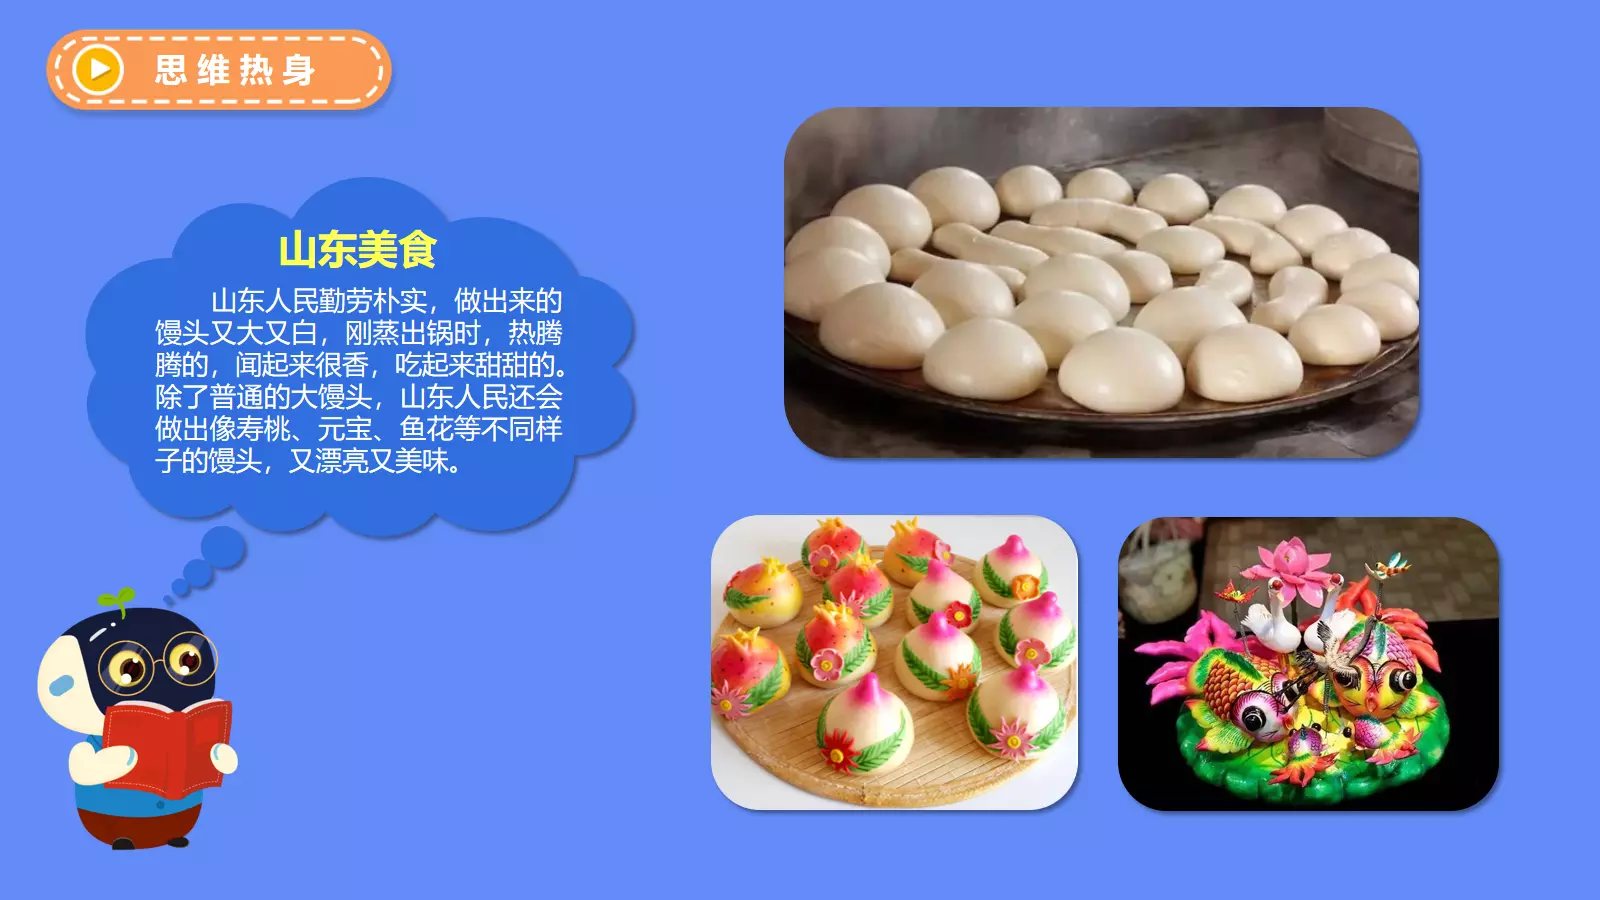 思维热身
山东美食
山东人民勤劳朴实，做出来的
馒头又大又白，刚蒸出锅时，热腾
腾的，闻起来很香，吃起来甜甜的。
除了普通的大馒头，山东人民还会
做出像寿桃、元宝、鱼花等不同样
子的馒头，又漂亮又美味。